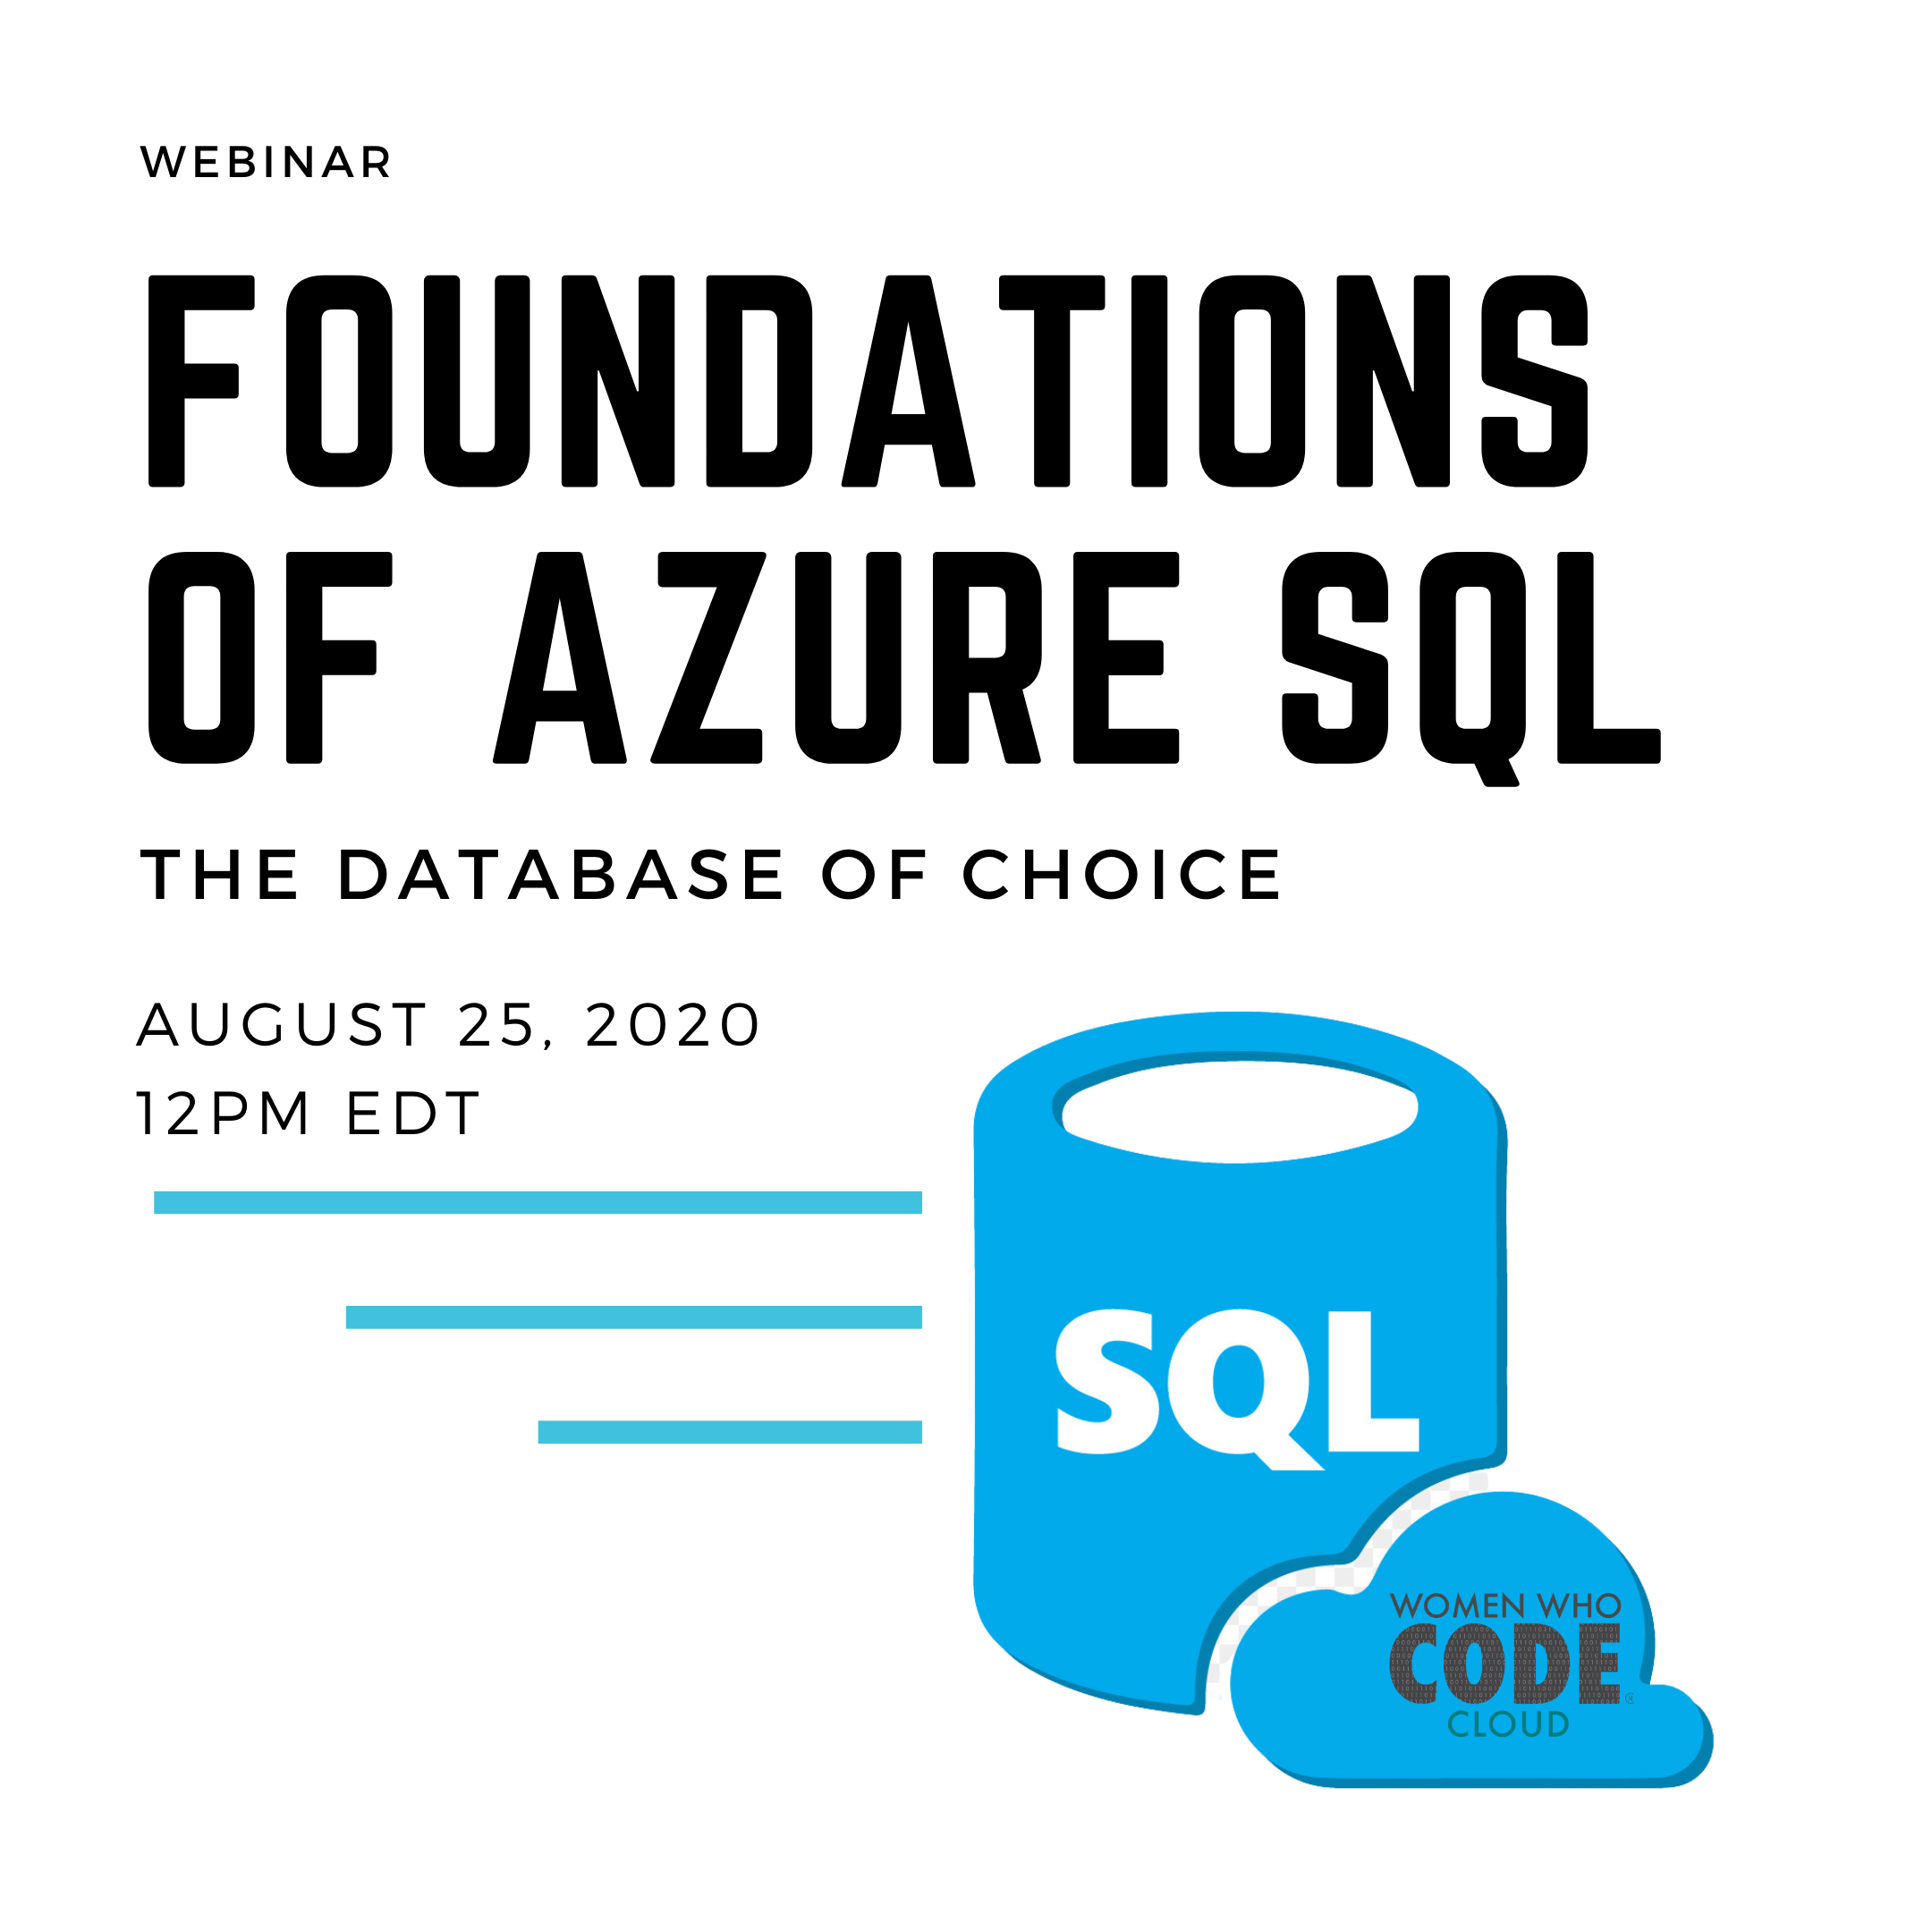 WEBINAR
FOUNDATIONS
OF AZURE SQL
THE DATABASE OF CHOICE
AUGUST 25, 2020
12PM EDT
SQL
WOMEN WHO
CODE®
CLOUD